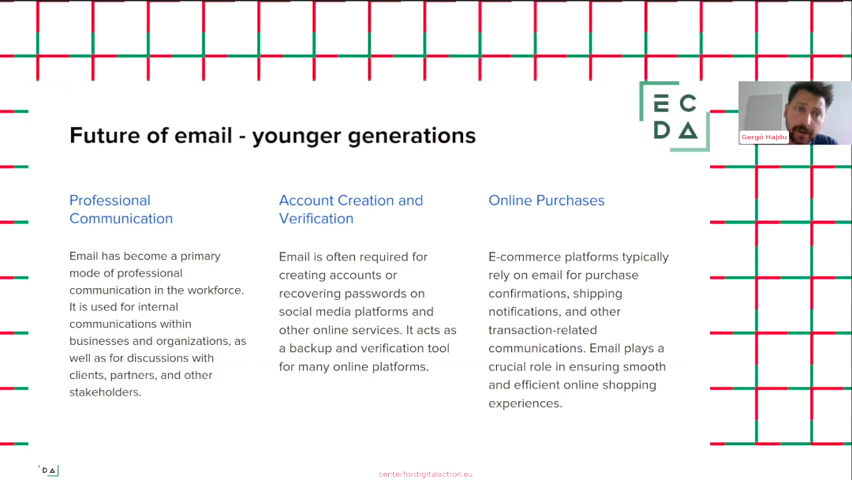 E C
D A
Gergő Hajdu
Future of email - younger generations
Professional
Communication
Email has become a primary
mode of professional
communication in the workforce.
It is used for internal
communications within
businesses and organizations, as
well as for discussions with
clients, partners, and other
stakeholders.
Account Creation and
Verification
Email is often required for
creating accounts or
recovering passwords on
social media platforms and
other online services. It acts as
a backup and verification tool
for many online platforms.
Online Purchases
E-commerce platforms typically
rely on email for purchase
confirmations, shipping
notifications, and other
transaction-related
communications. Email plays a
crucial role in ensuring smooth
and efficient online shopping
experiences.
DA
centerfordigitalaction.eu